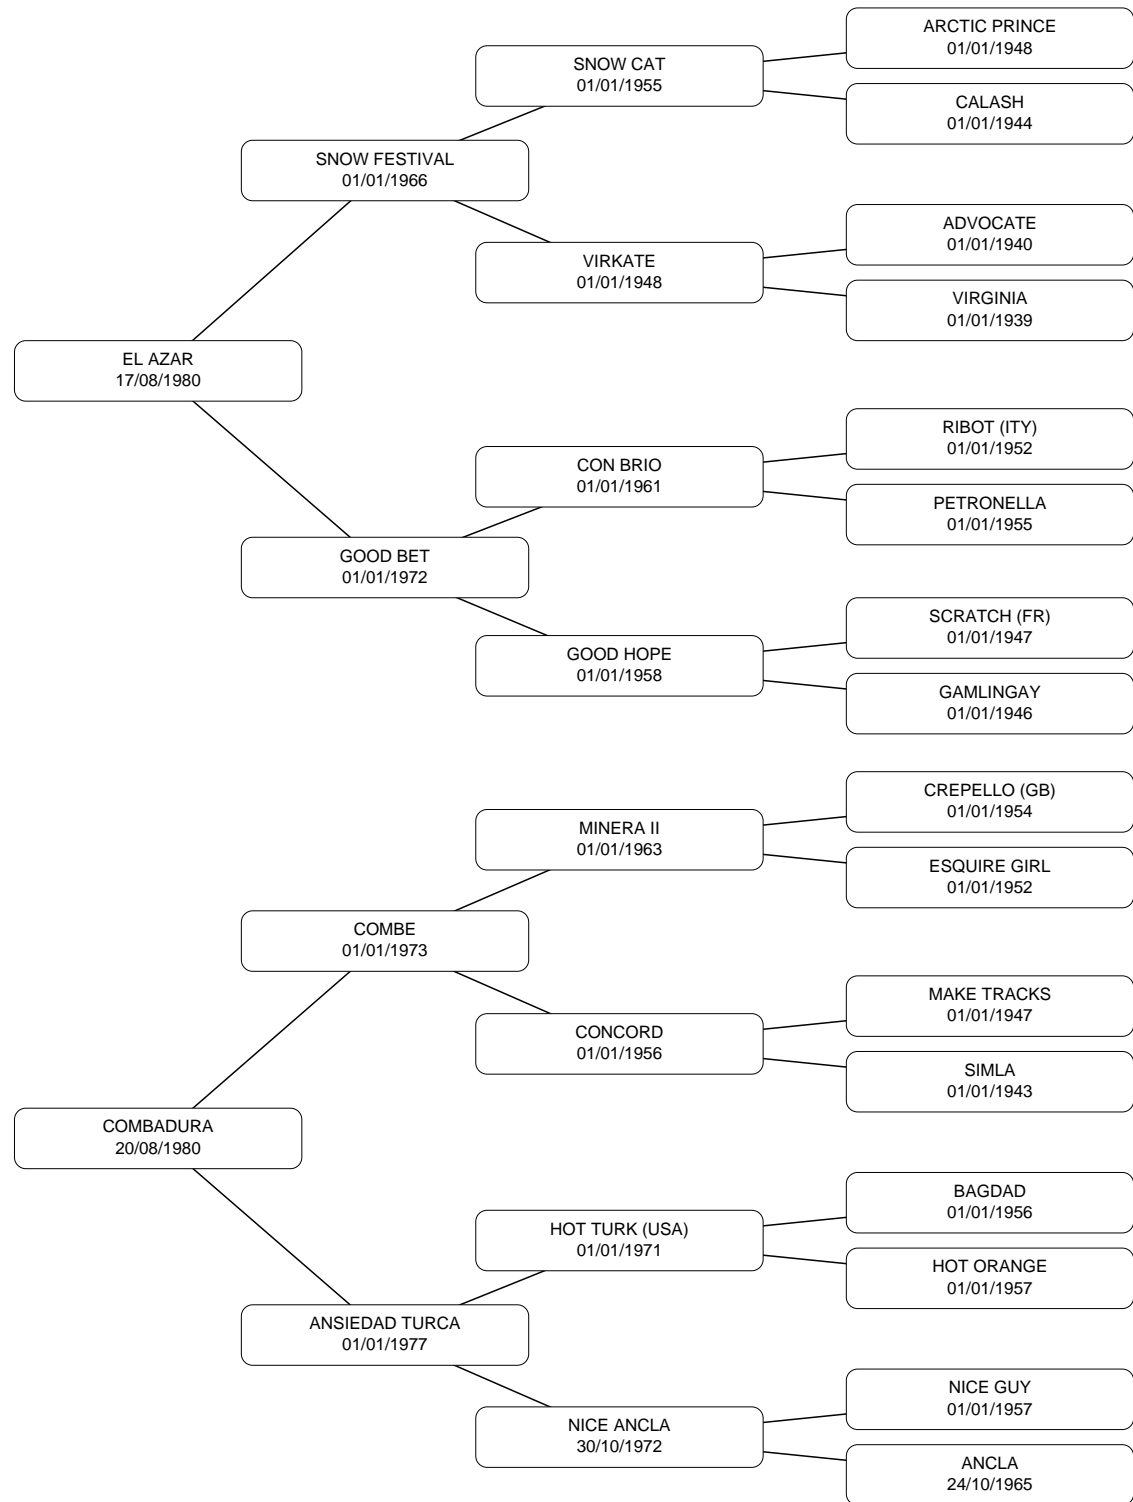 ARCTIC PRINCE
01/01/1948
SNOW CAT
01/01/1955
CALASH
01/01/1944
SNOW FESTIVAL
01/01/1966
ADVOCATE
01/01/1940
VIRKATE
01/01/1948
VIRGINIA
01/01/1939
EL AZAR
17/08/1980
RIBOT (ITY)
01/01/1952
CON BRIO
01/01/1961
PETRONELLA
01/01/1955
GOOD BET
01/01/1972
SCRATCH (FR)
01/01/1947
GOOD HOPE
01/01/1958
GAMLINGAY
01/01/1946
CREPELLO (GB)
01/01/1954
MINERA II
01/01/1963
ESQUIRE GIRL
01/01/1952
COMBE
01/01/1973
MAKE TRACKS
01/01/1947
CONCORD
01/01/1956
SIMLA
01/01/1943
COMBADURA
20/08/1980
BAGDAD
01/01/1956
HOT TURK (USA)
01/01/1971
HOT ORANGE
01/01/1957
ANSIEDAD TURCA
01/01/1977
NICE GUY
01/01/1957
NICE ANCLA
30/10/1972
ANCLA
24/10/1965